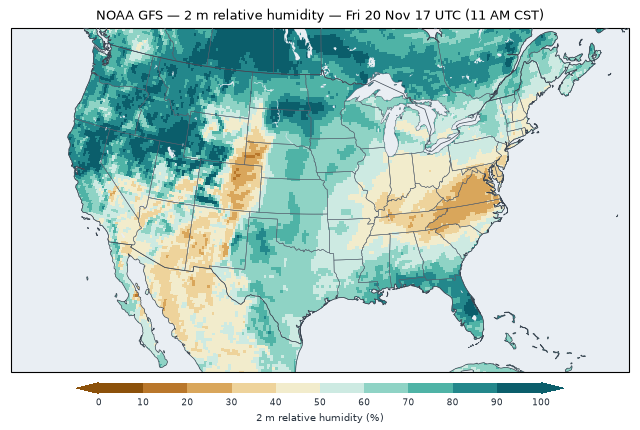 NOAA GFS — 2 m relative humidity — Fri 20 Nov 17 UTC (11 AM CST)
0 10 20 30 40 50 60 70 80 90 100
2 m relative humidity (%)